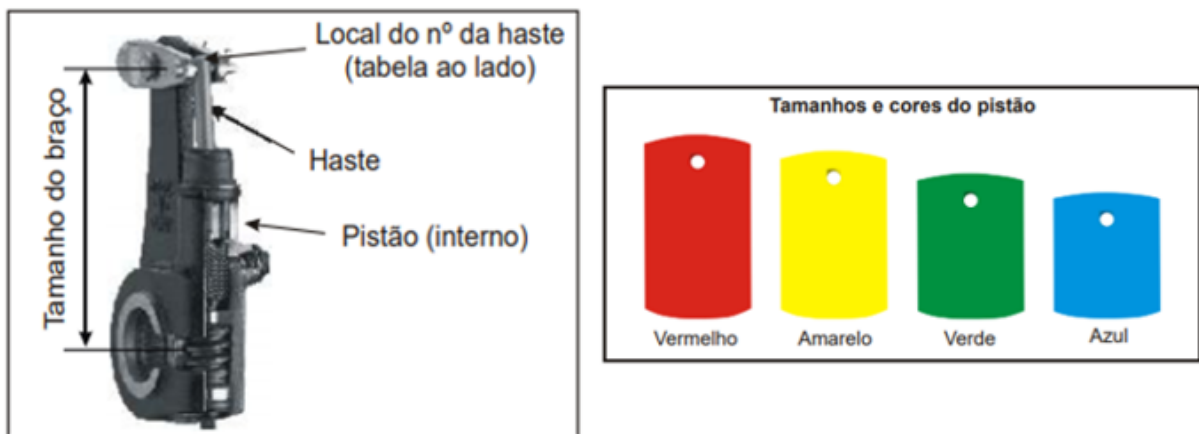 Local do nº da haste
(tabela ao lado)
Tamanho do braço
Haste
Pistão (interno)
Tamanhos e cores do pistão
Vermelho
Amarelo
Verde
Azul